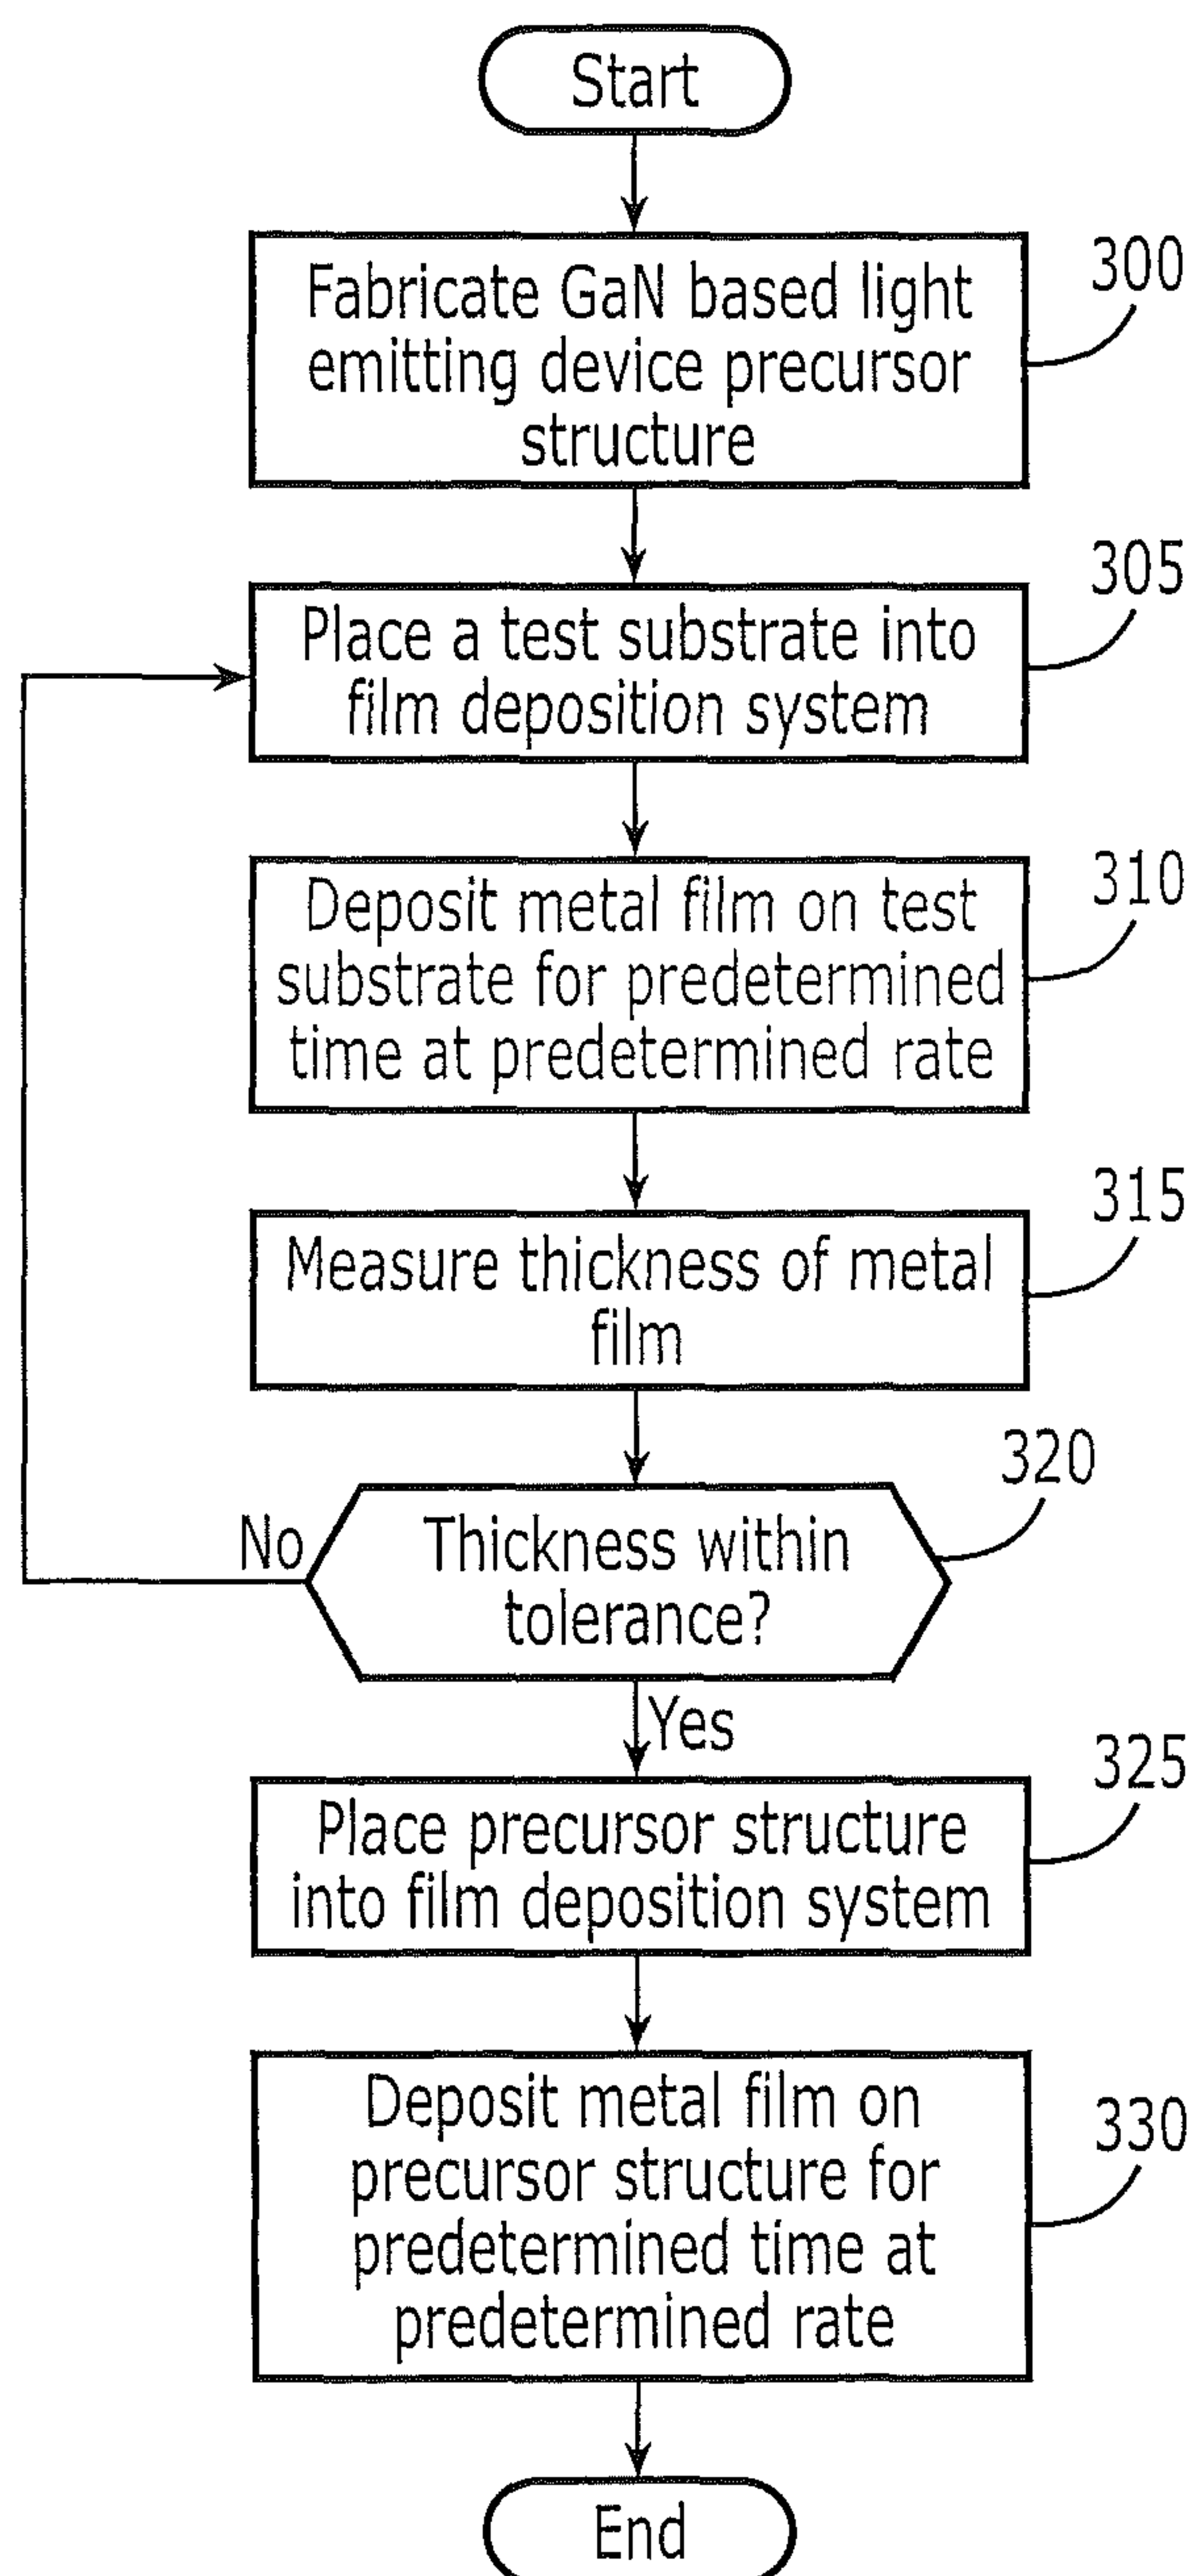 Start
Fabricate GaN based light
emitting device precursor
structure
300
Place a test substrate into
film deposition system
305
Deposit metal film on test
substrate for predetermined
time at predetermined rate
310
Measure thickness of metal
film
315
Thickness within
tolerance?
320
No
Yes
Place precursor structure
into film deposition system
325
Deposit metal film on
precursor structure for
predetermined time at
predetermined rate
330
End